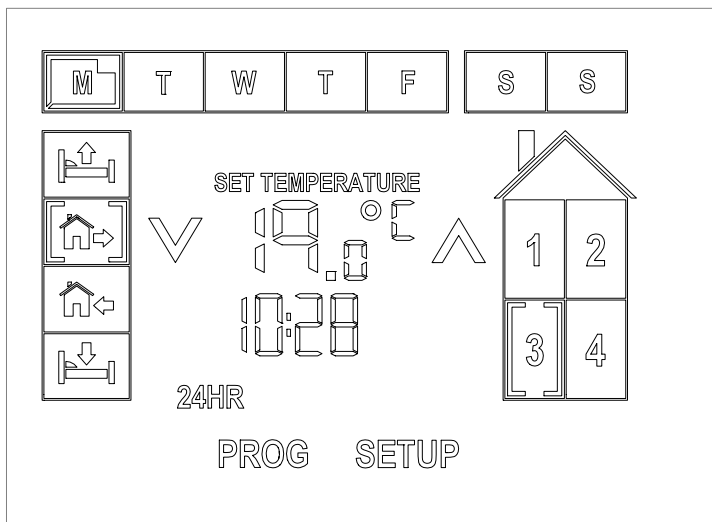 M T W T F S S
SET TEMPERATURE
19.0°C
1 2
10:28
3 4
24HR
PROG SETUP